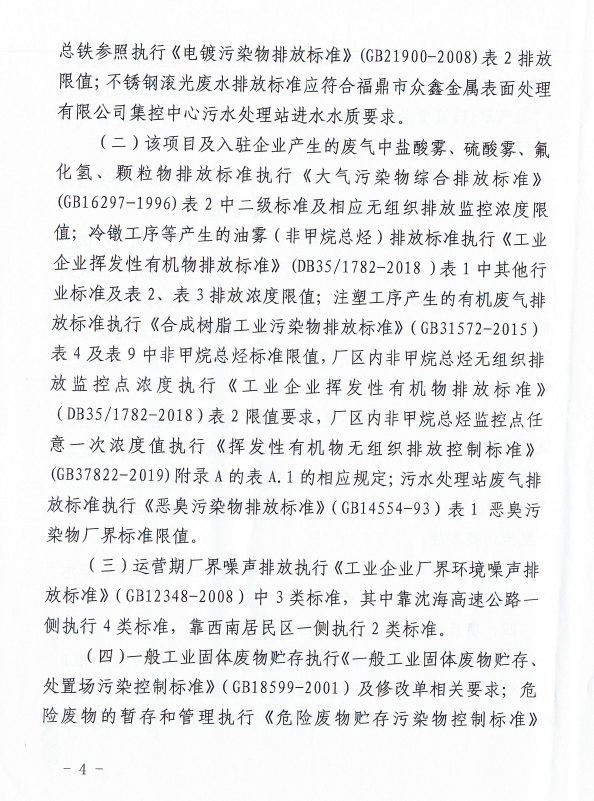 总铁参照执行《电镀污染物排放标准》(GB21900-2008)表 2 排放
限值；不锈钢滚光废水排放标准应符合福鼎市众鑫金属表面处理
有限公司集控中心污水处理站进水水质要求。
（二）该项目及入驻企业产生的废气中盐酸雾、硫酸雾、氟
化氢、颗粒物排放标准执行《大气污染物综合排放标准》
(GB16297-1996)表 2 中二级标准及相应无组织排放监控浓度限
值；冷镦工序等产生的油雾（非甲烷总烃）排放标准执行《工业
企业挥发性有机物排放标准》(DB35/1782-2018 )表 1 中其他行
业标准及表 2、表 3 排放浓度限值；注塑工序产生的有机废气排
放标准执行《合成树脂工业污染物排放标准》（GB31572-2015）
表 4 及表 9 中非甲烷总烃标准限值，厂区内非甲烷总烃无组织排
放监控点浓度执行《工业企业挥发性有机物排放标准》
（DB35/1782-2018）表 2 限值要求，厂区内非甲烷总烃监控点任
意一次浓度值执行《挥发性有机物无组织排放控制标准》
(GB37822-2019)附录 A 的表 A.1 的相应规定；污水处理站废气排
放标准执行《恶臭污染物排放标准》（GB14554-93）表 1 恶臭污
染物厂界标准限值。
（三）运营期厂界噪声排放执行《工业企业厂界环境噪声排
放标准》（GB12348-2008）中 3 类标准，其中靠沈海高速公路一
侧执行 4 类标准，靠西南居民区一侧执行 2 类标准。
（四）一般工业固体废物贮存执行《一般工业固体废物贮存、
处置场污染控制标准》（GB18599-2001）及修改单相关要求；危
险废物的暂存和管理执行《危险废物贮存污染物控制标准》
- 4 -